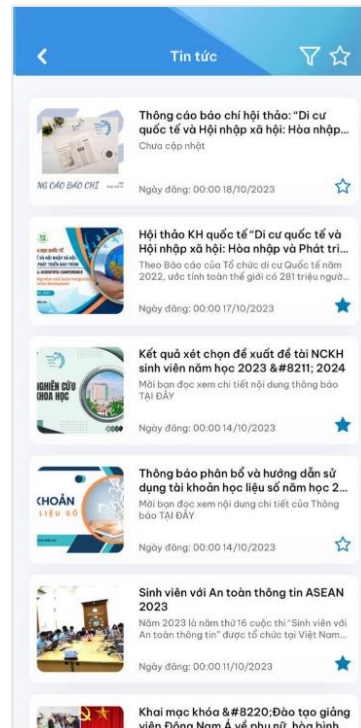 Tin tức
Thông cáo báo chí hội thảo: "Di cư
quốc tế và Hội nhập xã hội: Hòa nhập...
Chưa cập nhật
NG CÁO BÁO CHÍ
Ngày đăng: 00:00 18/10/2023
Hội thảo KH quốc tế "Di cư quốc tế và
Hội nhập xã hội: Hòa nhập và Phát tri...
Theo Báo cáo của Tổ chức di cư Quốc tế năm
2022, ước tính toàn thế giới có 281 triệu ngườ...
Ngày đăng: 00:00 17/10/2023
Kết quả xét chọn đề xuất đề tài NCKH
sinh viên năm học 2023 &#8211; 2024
Mời bạn đọc xem chi tiết nội dung thông báo
TẠI ĐÂY
NGHIÊN CỨU
KHOA HỌC
Ngày đăng: 00:00 14/10/2023
Thông báo phân bổ và hướng dẫn sử
dụng tài khoản học liệu số năm học 2...
Mời bạn đọc xem nội dung chi tiết của Thông
báo TẠI ĐÂY
KHOẢN
LIỆU SỐ
Ngày đăng: 00:00 14/10/2023
Sinh viên với An toàn thông tin ASEAN
2023
Năm 2023 là năm thứ 16 cuộc thi "Sinh viên với
An toàn thông tin" được tổ chức tại Việt Nam...
Ngày đăng: 00:00 11/10/2023
Khai mạc khóa &#8220;Đào tạo giảng
viên Đông Nam Á về phụ nữ, hòa bình